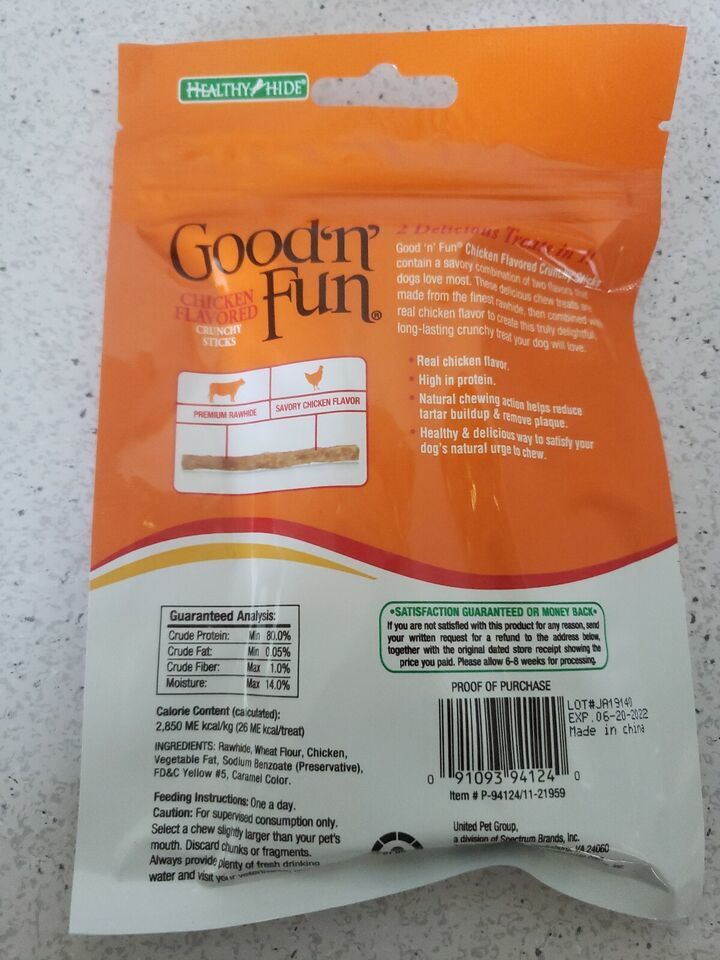 HEALTHY HIDE®
Good'n'
Fun®
CHICKEN
FLAVORED
CRUNCHY
STICKS
PREMIUM RAWHIDE
SAVORY CHICKEN FLAVOR
2 Delicious Treats in 1!
Good 'n' Fun® Chicken Flavored Crunchy Sticks
contain a savory combination of two flavors that
dogs love most. These delicious chew treats are
made from the finest rawhide, then combined with
real chicken flavor to create this truly delightful,
long-lasting crunchy treat your dog will love.
• Real chicken flavor.
• High in protein.
• Natural chewing action helps reduce
tartar buildup & remove plaque.
• Healthy & delicious way to satisfy your
dog's natural urge to chew.
Guaranteed Analysis:
Crude Protein: Min 80.0%
Crude Fat: Min 0.05%
Crude Fiber: Max 1.0%
Moisture: Max 14.0%
Calorie Content (calculated):
2,850 ME kcal/kg (26 ME kcal/treat)
INGREDIENTS: Rawhide, Wheat Flour, Chicken,
Vegetable Fat, Sodium Benzoate (Preservative),
FD&C Yellow #5, Caramel Color.
Feeding Instructions: One a day.
Caution: For supervised consumption only.
Select a chew slightly larger than your pet's
mouth. Discard chunks or fragments.
Always provide plenty of fresh drinking
water and visit your
•SATISFACTION GUARANTEED OR MONEY BACK•
If you are not satisfied with this product for any reason, send
your written request for a refund to the address below,
together with the original dated store receipt showing the
price you paid. Please allow 6-8 weeks for processing.
PROOF OF PURCHASE
LOT#JA19140
EXP.06-20-2022
Made in china
0 91093 94124 0
Item # P-94124/11-21959
United Pet Group,
a division of Spectrum Brands, Inc.
VA 24060